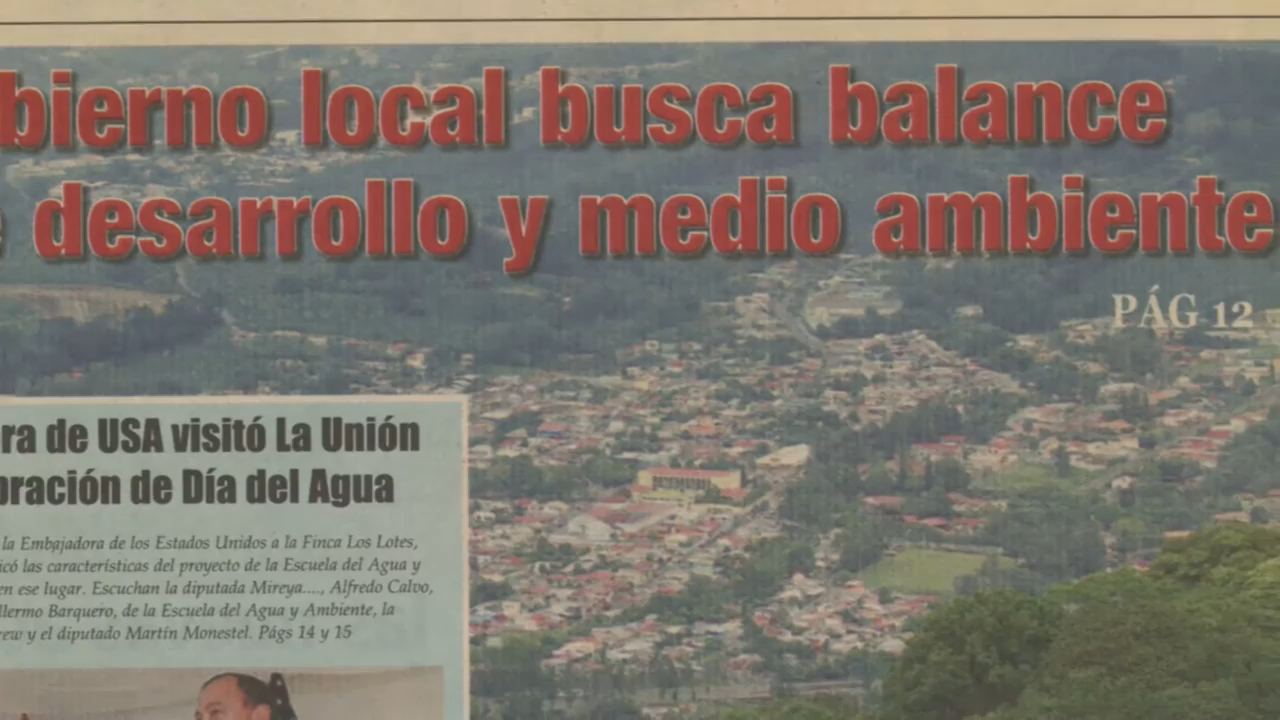 bierno local busca balance
desarrollo y medio ambiente
PÁG 12
ra de USA visitó La Unión
bración de Día del Agua
la Embajadora de los Estados Unidos a la Finca Los Lotes,
icó las características del proyecto de la Escuela del Agua y
en ese lugar. Escuchan la diputada Mireya...., Alfredo Calvo,
llermo Barquero, de la Escuela del Agua y Ambiente, la
rew y el diputado Martín Monestel. Págs 14 y 15